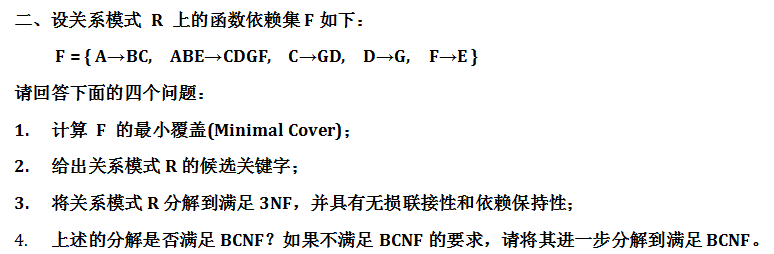 二、设关系模式 R 上的函数依赖集 F 如下：
F = { A→BC, ABE→CDGF, C→GD, D→G, F→E }
请回答下面的四个问题：
1. 计算 F 的最小覆盖(Minimal Cover)；
2. 给出关系模式 R 的候选关键字；
3. 将关系模式 R 分解到满足 3NF，并具有无损联接性和依赖保持性；
4. 上述的分解是否满足 BCNF？如果不满足 BCNF 的要求，请将其进一步分解到满足 BCNF。